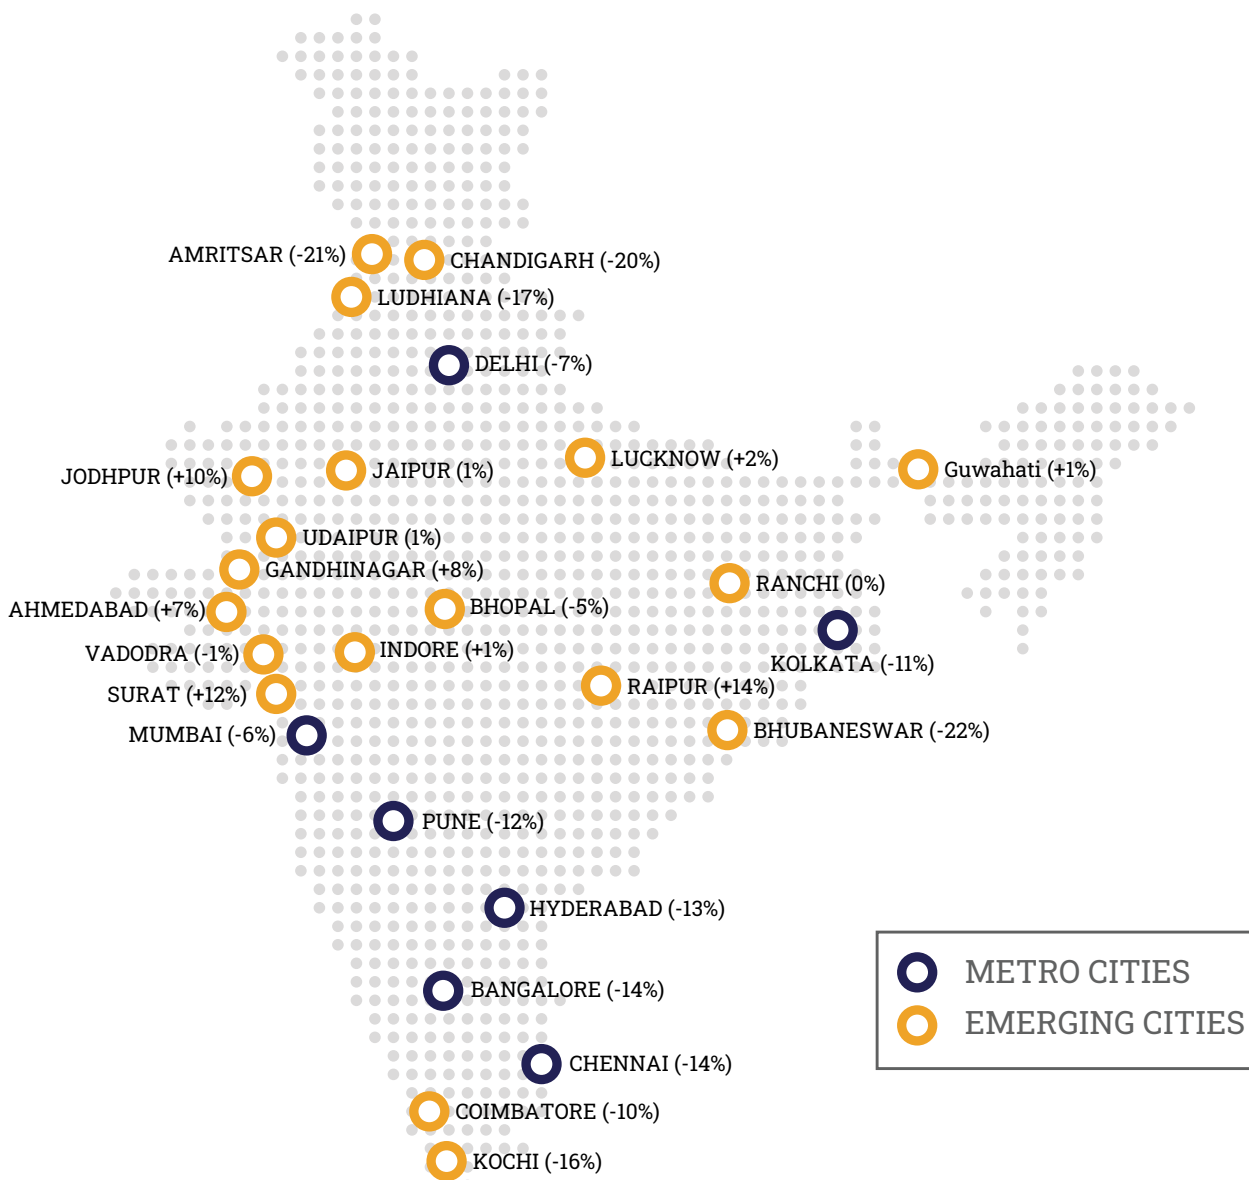 AMRITSAR (-21%)
CHANDIGARH (-20%)
LUDHIANA (-17%)
DELHI (-7%)
LUCKNOW (+2%)
JODHPUR (+10%)
JAIPUR (1%)
Guwahati (+1%)
UDAIPUR (1%)
GANDHINAGAR (+8%)
RANCHI (0%)
AHMEDABAD (+7%)
BHOPAL (-5%)
VADODRA (-1%)
INDORE (+1%)
KOLKATA (-11%)
SURAT (+12%)
RAIPUR (+14%)
MUMBAI (-6%)
BHUBANESWAR (-22%)
PUNE (-12%)
HYDERABAD (-13%)
BANGALORE (-14%)
CHENNAI (-14%)
COIMBATORE (-10%)
KOCHI (-16%)
METRO CITIES
EMERGING CITIES